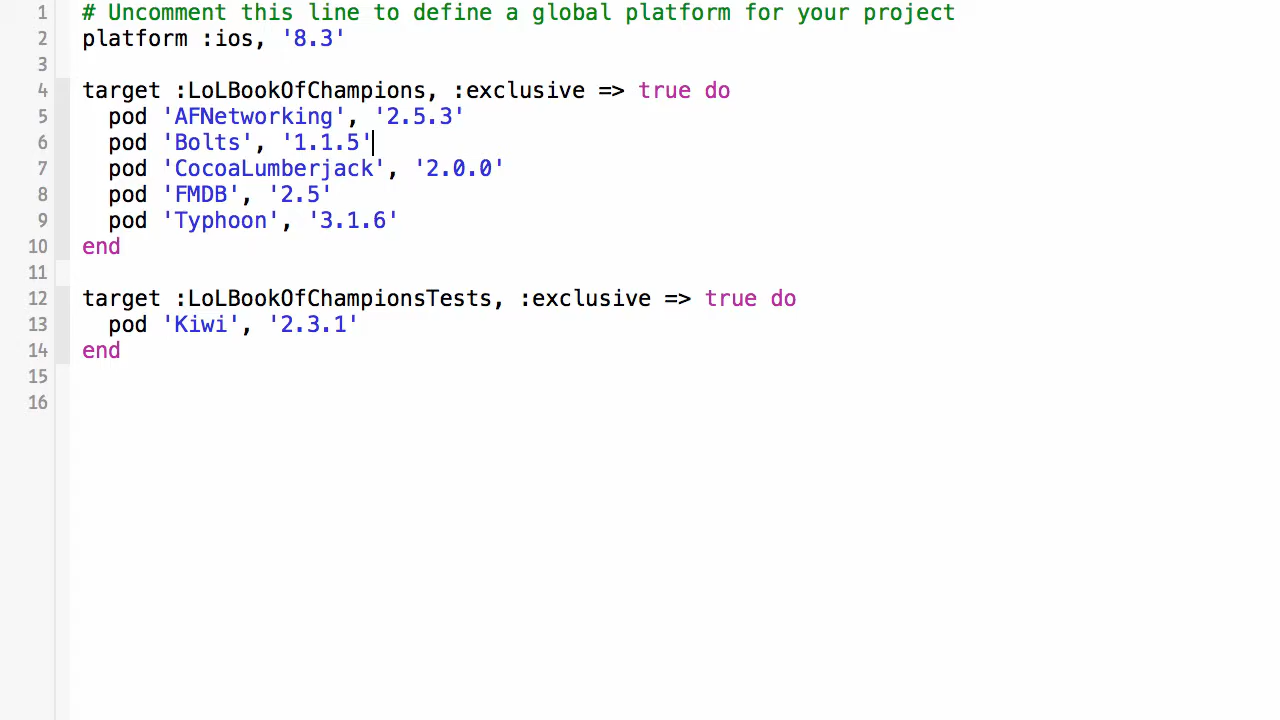 1 # Uncomment this line to define a global platform for your project
2 platform :ios, '8.3'
3
4 target :LoLBookOfChampions, :exclusive => true do
5   pod 'AFNetworking', '2.5.3'
6   pod 'Bolts', '1.1.5'
7   pod 'CocoaLumberjack', '2.0.0'
8   pod 'FMDB', '2.5'
9   pod 'Typhoon', '3.1.6'
10 end
11
12 target :LoLBookOfChampionsTests, :exclusive => true do
13   pod 'Kiwi', '2.3.1'
14 end
15
16